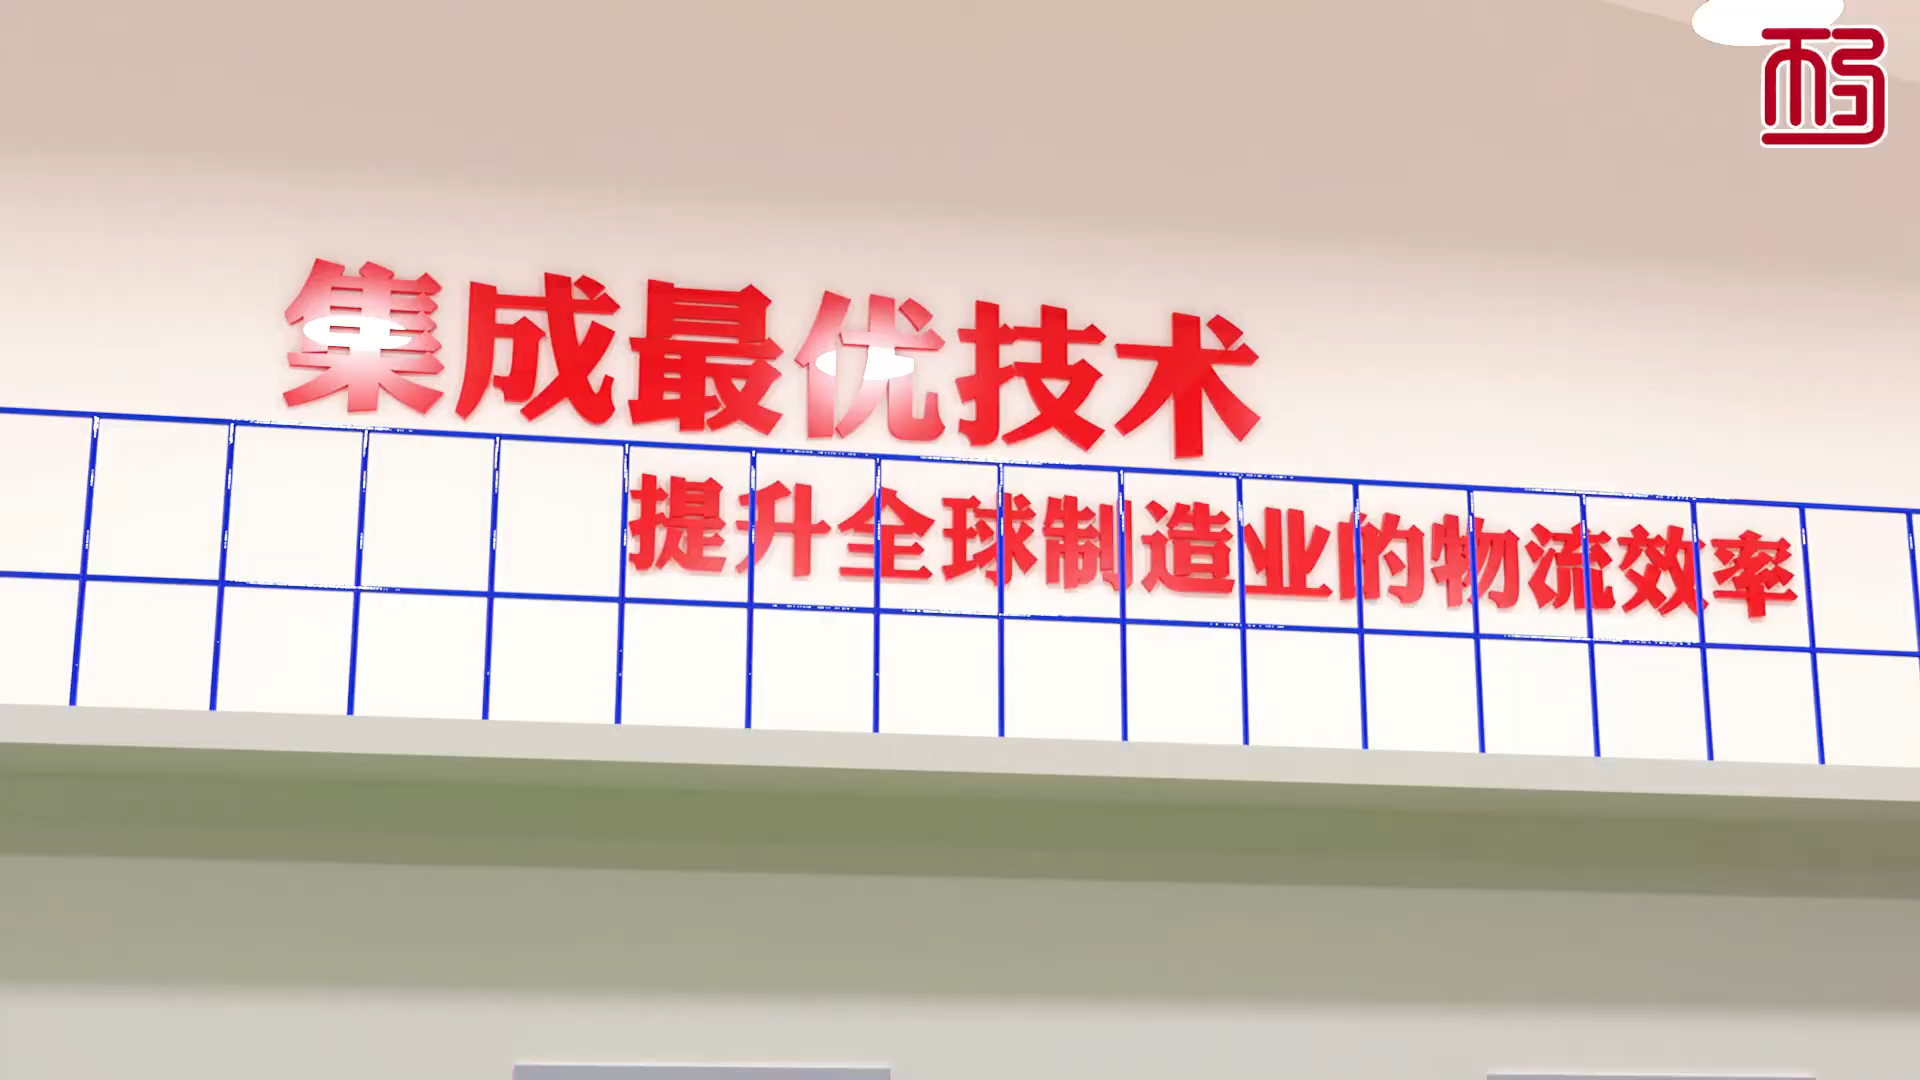 集成最优技术
提升全球制造业的物流效率